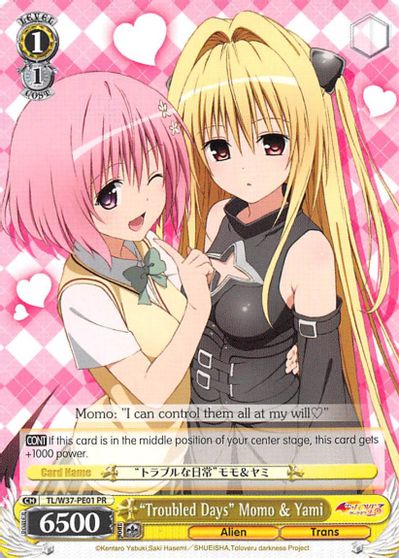 LEVEL
1
1
COST
Momo: "I can control them all at my will♡"
CONT If this card is in the middle position of your center stage, this card gets
+1000 power.
Card Name
"トラブルな日常"モモ&ヤミ
CH TL/W37-PE01 PR
POWER
6500
"Troubled Days" Momo & Yami
Alien
Trans
©Kentaro Yabuki,Saki Hasemi／SHUEISHA,Toloveru darkness Project